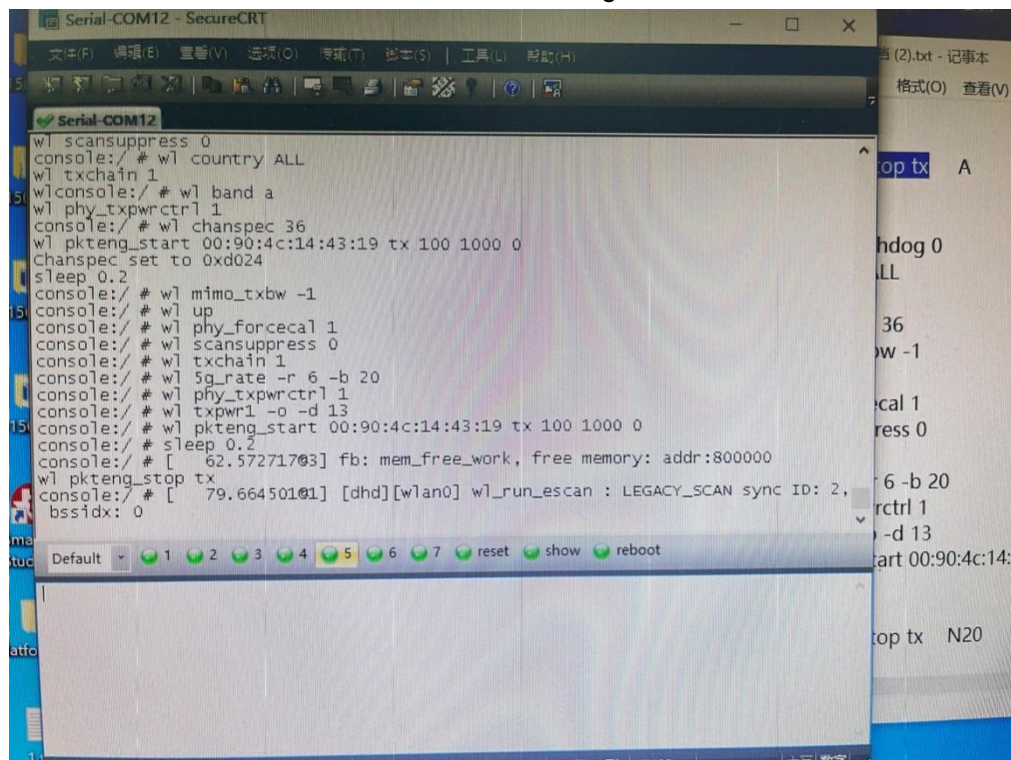 Serial-COM12 - SecureCRT
文件(F) 编辑(E) 查看(V) 选项(O) 传输(T) 脚本(S) 工具(L) 帮助(H)
Serial-COM12
wl scansuppress 0
console:/ # wl country ALL
wl txchain 1
wlconsole:/ # wl band a
wl phy_txpwrctrl 1
console:/ # wl chanspec 36
wl pkteng_start 00:90:4c:14:43:19 tx 100 1000 0
Chanspec set to 0xd024
sleep 0.2
console:/ # wl mimo_txbw -1
console:/ # wl up
console:/ # wl phy_forcecal 1
console:/ # wl scansuppress 0
console:/ # wl txchain 1
console:/ # wl 5g_rate -r 6 -b 20
console:/ # wl phy_txpwrctrl 1
console:/ # wl txpwr1 -o -d 13
console:/ # wl pkteng_start 00:90:4c:14:43:19 tx 100 1000 0
console:/ # sleep 0.2
console:/ # [ 62.572717@3] fb: mem_free_work, free memory: addr:800000
wl pkteng_stop tx
console:/ # [ 79.664501@1] [dhd][wlan0] wl_run_escan : LEGACY_SCAN sync ID: 2,
bssidx: 0
Default 1 2 3 4 5 6 7 reset show reboot
(2).txt - 记事本
格式(O) 查看(V)
top tx A
hdog 0
ALL
36
ow -1
ecal 1
ress 0
6 -b 20
rctrl 1
-d 13
tart 00:90:4c:14:
top tx N20